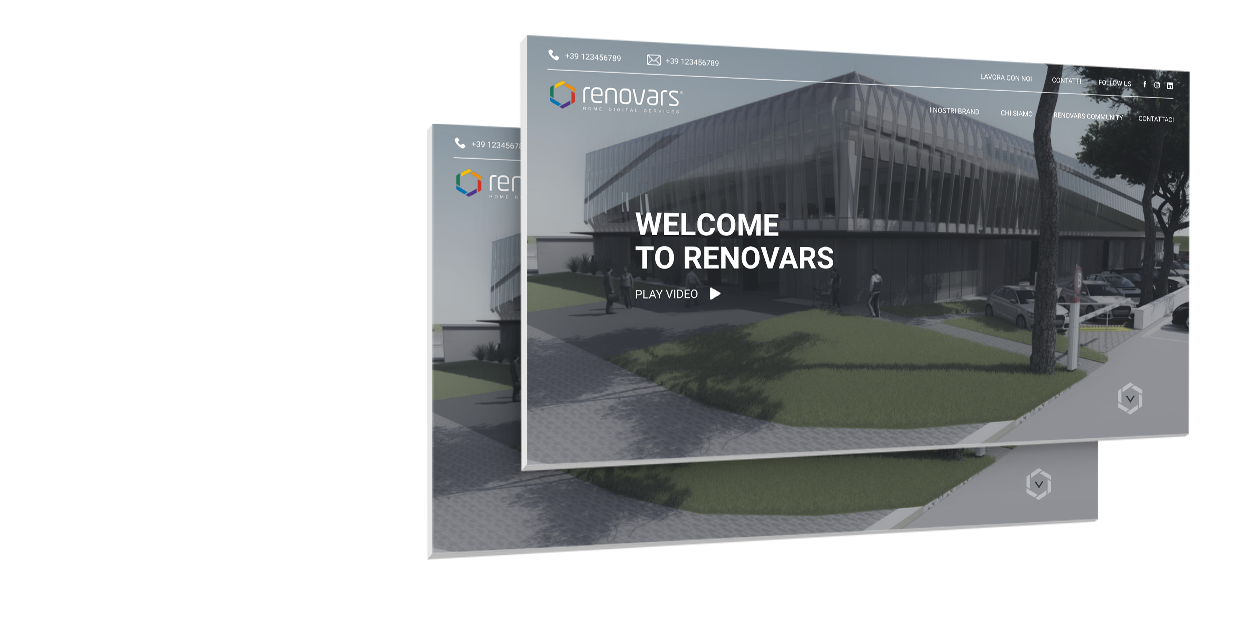 +39 123456789
+39 123456789
LAVORA CON NOI
CONTATTI
FOLLOW US
renovars
HOME DIGITAL SERVICES
I NOSTRI BRAND
CHI SIAMO
RENOVARS COMMUNITY
CONTATTACI
WELCOME
TO RENOVARS
PLAY VIDEO
+39 12345678
ren